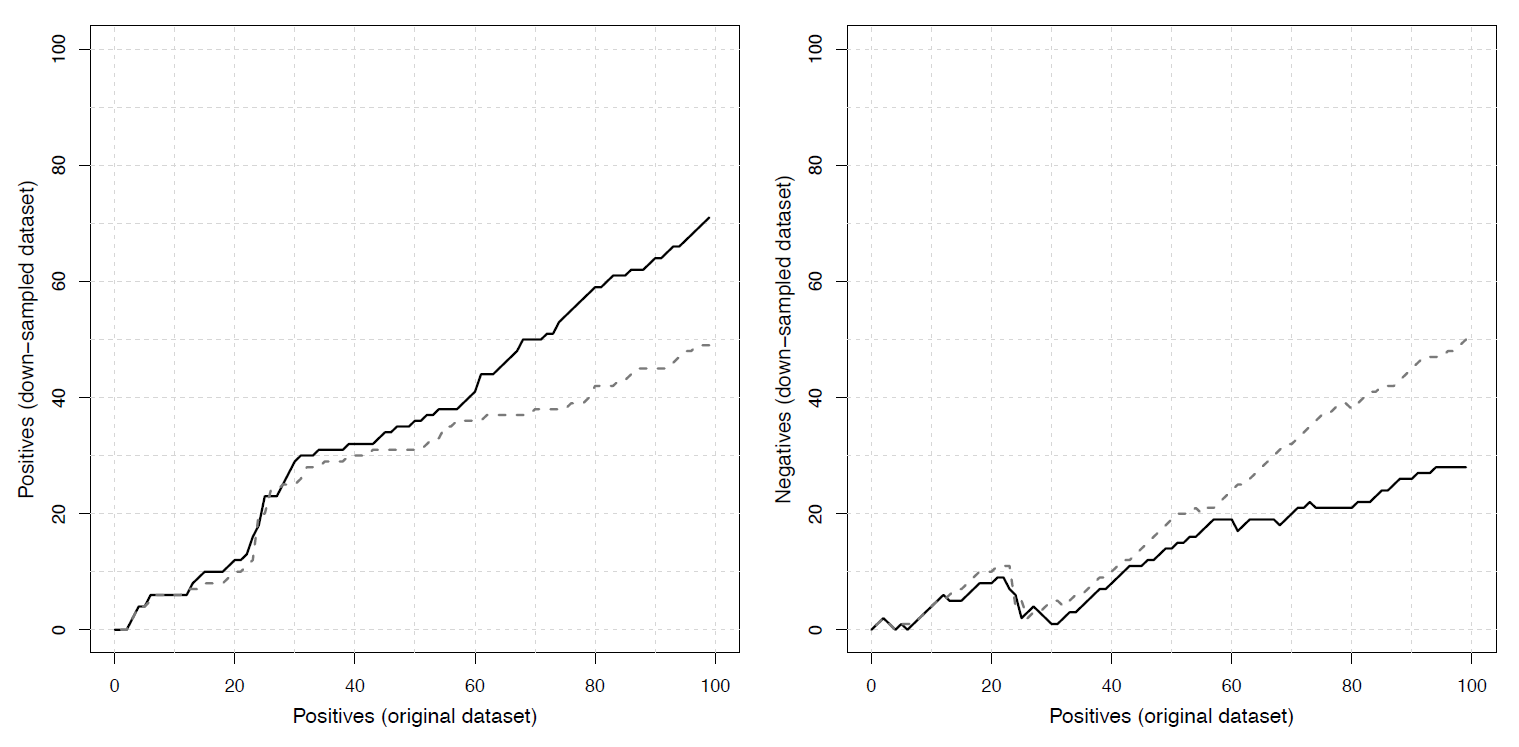 Positives (down−sampled dataset)
100
80
60
40
20
0
0 20 40 60 80 100
Positives (original dataset)
Negatives (down−sampled dataset)
100
80
60
40
20
0
0 20 40 60 80 100
Positives (original dataset)